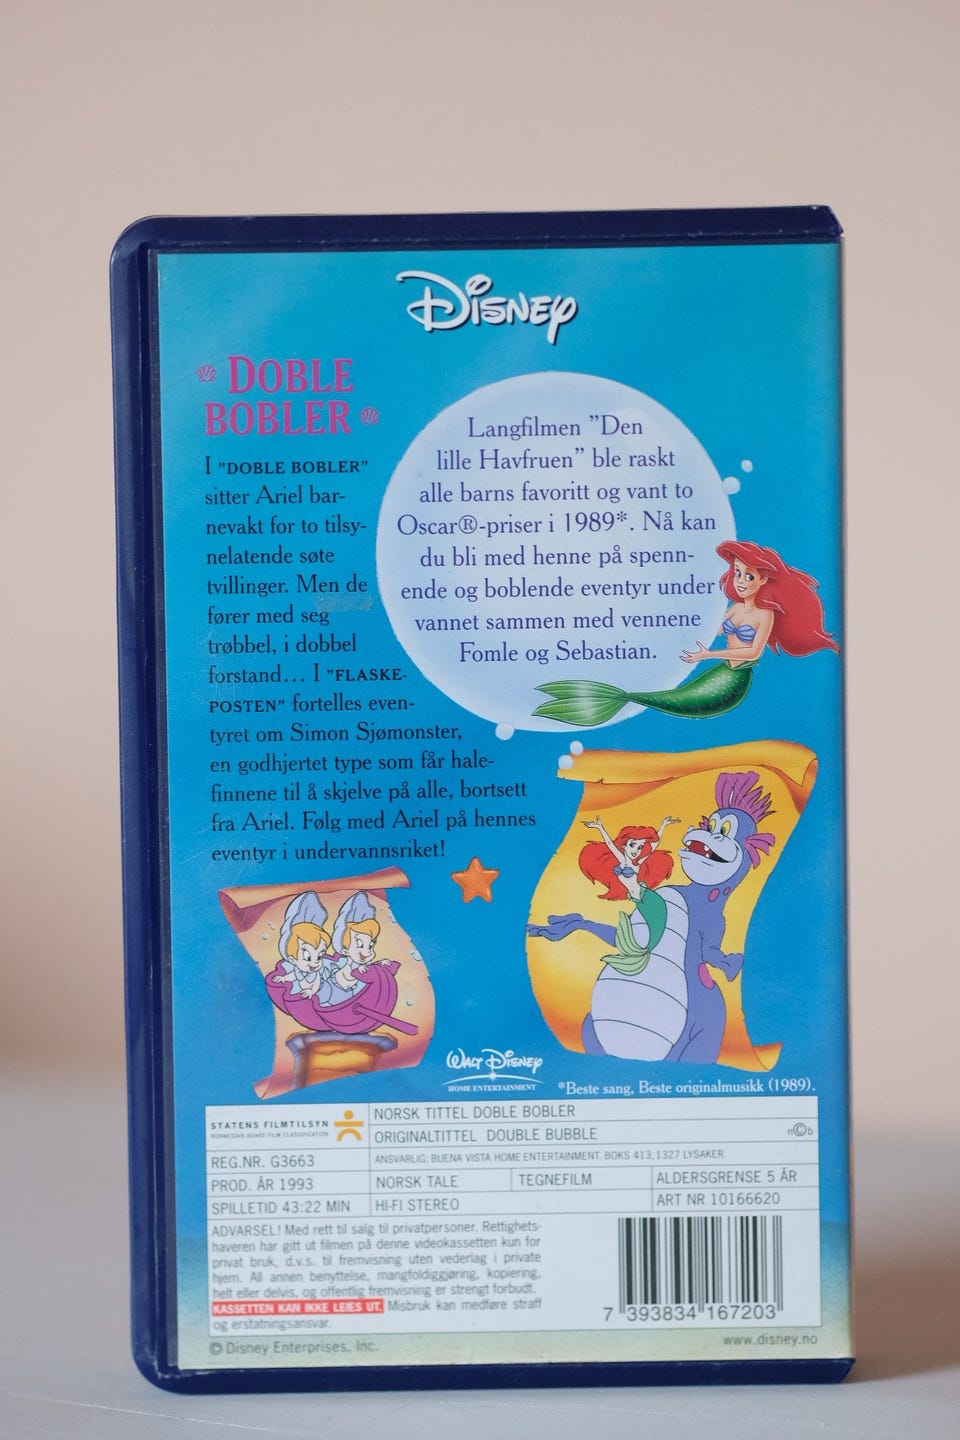 Disney
DOBLE
BOBLER
I "DOBLE BOBLER"
sitter Ariel bar-
nevakt for to tilsy-
nelatende søte
tvillinger. Men de
fører med seg
trøbbel, i dobbel
forstand... I "FLASKE-
POSTEN" fortelles even-
tyret om Simon Sjømonster,
en godhjertet type som får hale-
finnene til å skjelve på alle, bortsett
fra Ariel. Følg med Ariel på hennes
eventyr i undervannsriket!
Langfilmen "Den
lille Havfruen" ble raskt
alle barns favoritt og vant to
Oscar®-priser i 1989*. Nå kan
du bli med henne på spenn-
ende og boblende eventyr under
vannet sammen med vennene
Fomle og Sebastian.
WALT DISNEY
HOME ENTERTAINMENT
*Beste sang, Beste originalmusikk (1989).
STATENS FILMTILSYN
NORWEGIAN BOARD FILM CLASSIFICATION
NORSK TITTEL DOBLE BOBLER
ORIGINALTITTEL DOUBLE BUBBLE
n©b
REG.NR. G3663
ANSVARLIG: BUENA VISTA HOME ENTERTAINMENT. BOKS 413,1327 LYSAKER.
PROD. ÅR 1993
NORSK TALE
TEGNEFILM
ALDERSGRENSE 5 ÅR
SPILLETID 43:22 MIN
HI-FI STEREO
ART NR 10166620
ADVARSEL! Med rett til salg til privatpersoner. Rettighets-
haveren har gitt ut filmen på denne videokassetten kun for
privat bruk, d.v.s. til fremvisning uten vederlag i private
hjem. All annen benyttelse, mangfoldiggjøring, kopiering,
helt eller delvis, og offentlig fremvisning er strengt forbudt.
KASSETTEN KAN IKKE LEIES UT. Misbruk kan medføre straff
og erstatningsansvar.
7 393834 167203
© Disney Enterprises, Inc.
www.disney.no